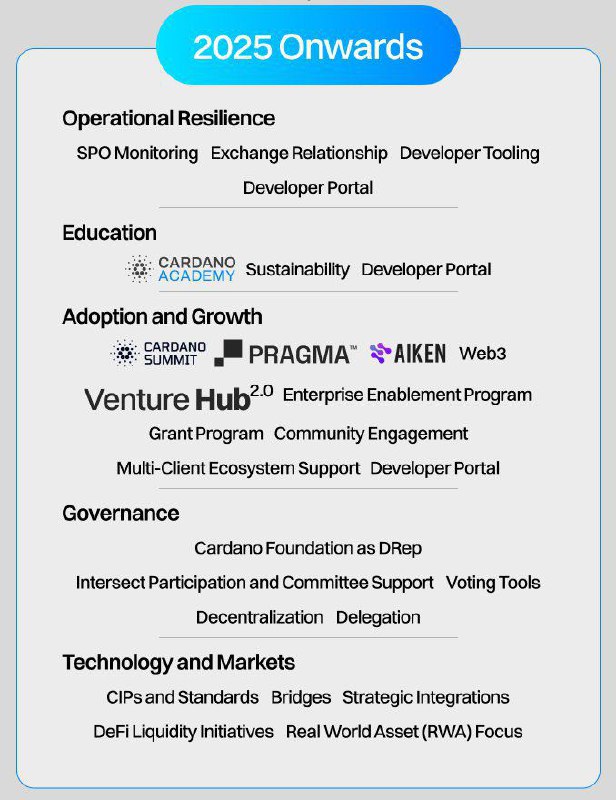 2025 Onwards
Operational Resilience
SPO Monitoring Exchange Relationship Developer Tooling
Developer Portal
Education
CARDANO ACADEMY Sustainability Developer Portal
Adoption and Growth
CARDANO SUMMIT PRAGMA™ AIKEN Web3
Venture Hub 2.0 Enterprise Enablement Program
Grant Program Community Engagement
Multi-Client Ecosystem Support Developer Portal
Governance
Cardano Foundation as DRep
Intersect Participation and Committee Support Voting Tools
Decentralization Delegation
Technology and Markets
CIPs and Standards Bridges Strategic Integrations
DeFi Liquidity Initiatives Real World Asset (RWA) Focus